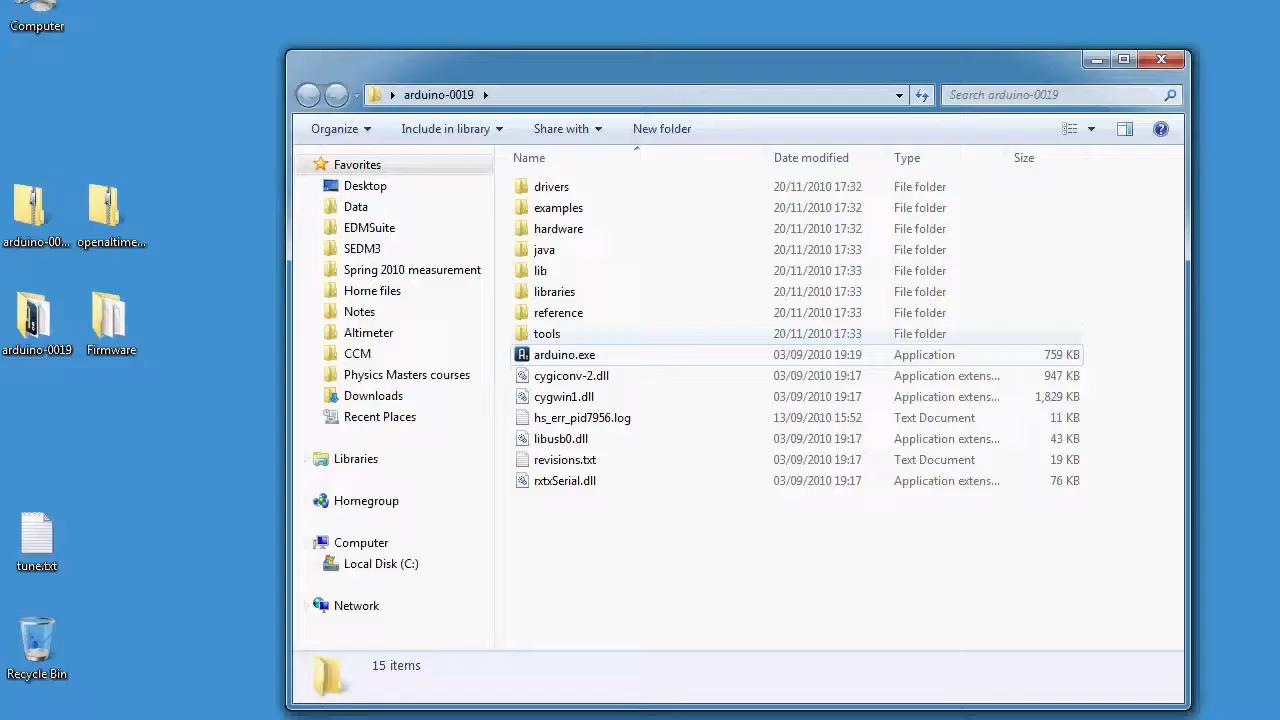 Computer
arduino-00...
openaltime...
arduino-0019
Firmware
tune.txt
Recycle Bin
arduino-0019
Search arduino-0019
Organize
Include in library
Share with
New folder
Favorites
Desktop
Data
EDMSuite
SEDM3
Spring 2010 measurement
Home files
Notes
Altimeter
CCM
Physics Masters courses
Downloads
Recent Places
Libraries
Homegroup
Computer
Local Disk (C:)
Network
Name Date modified Type Size
drivers 20/11/2010 17:32 File folder
examples 20/11/2010 17:32 File folder
hardware 20/11/2010 17:32 File folder
java 20/11/2010 17:33 File folder
lib 20/11/2010 17:33 File folder
libraries 20/11/2010 17:33 File folder
reference 20/11/2010 17:33 File folder
tools 20/11/2010 17:33 File folder
arduino.exe 03/09/2010 19:19 Application 759 KB
cygiconv-2.dll 03/09/2010 19:17 Application extens... 947 KB
cygwin1.dll 03/09/2010 19:17 Application extens... 1,829 KB
hs_err_pid7956.log 13/09/2010 15:52 Text Document 11 KB
libusb0.dll 03/09/2010 19:17 Application extens... 43 KB
revisions.txt 03/09/2010 19:17 Text Document 19 KB
rxtxSerial.dll 03/09/2010 19:17 Application extens... 76 KB
15 items